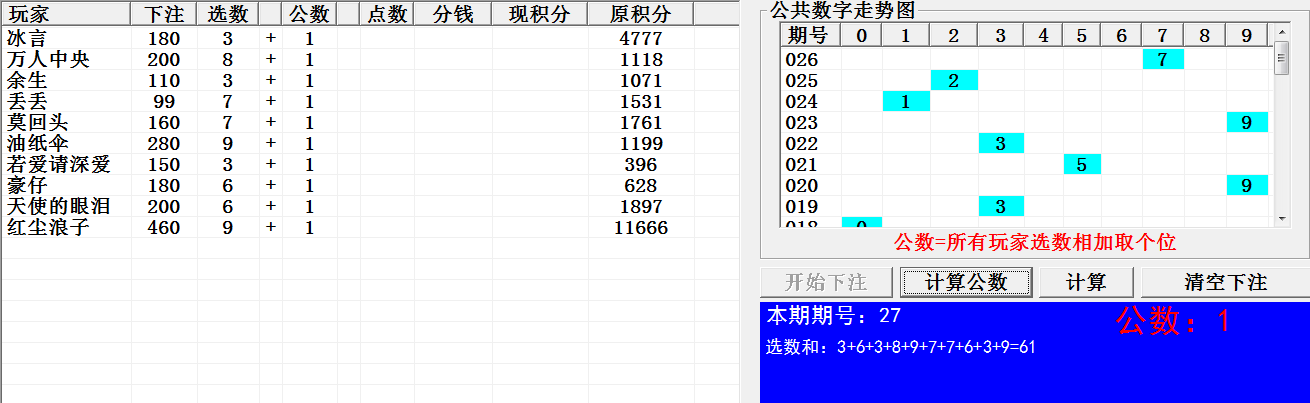 玩家 下注 选数 公数 点数 分钱 现积分 原积分
冰言 180 3 + 1 4777
万人中央 200 8 + 1 1118
余生 110 3 + 1 1071
丢丢 99 7 + 1 1531
莫回头 160 7 + 1 1761
油纸伞 280 9 + 1 1199
若爱请深爱 150 3 + 1 396
豪仔 180 6 + 1 628
天使的眼泪 200 6 + 1 1897
红尘浪子 460 9 + 1 11666
公共数字走势图
期号 0 1 2 3 4 5 6 7 8 9
026 7
025 2
024 1
023 9
022 3
021 5
020 9
019 3
018 0
公数=所有玩家选数相加取个位
开始下注 计算公数 计算 清空下注
本期期号：27 公数：1
选数和：3+6+3+8+9+7+7+6+3+9=61